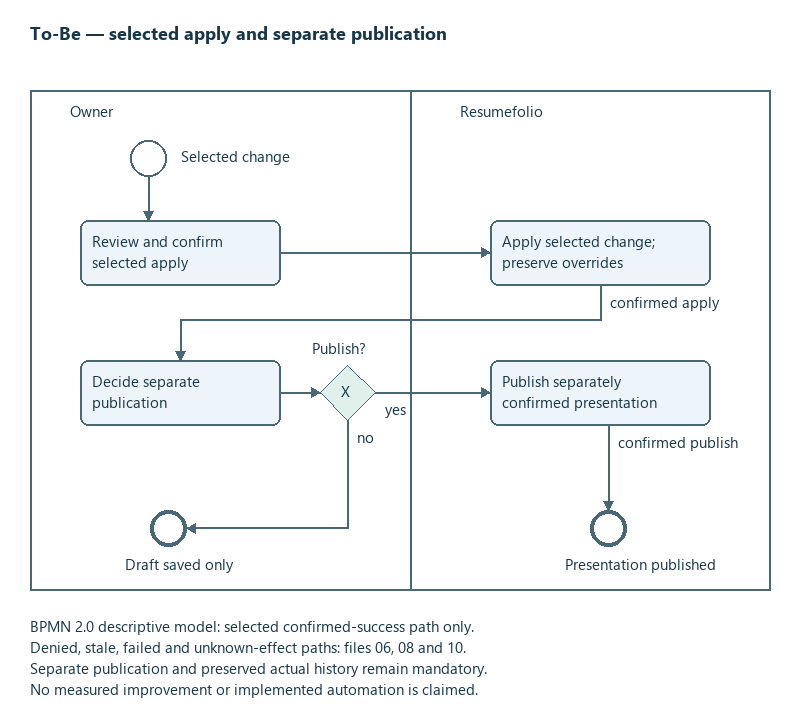 To-Be — selected apply and separate publication
Owner
Resumefolio
Selected change
Review and confirm
selected apply
Apply selected change;
preserve overrides
confirmed apply
Publish?
Decide separate
publication
X
yes
no
Publish separately
confirmed presentation
confirmed publish
Draft saved only
Presentation published
BPMN 2.0 descriptive model: selected confirmed-success path only.
Denied, stale, failed and unknown-effect paths: files 06, 08 and 10.
Separate publication and preserved actual history remain mandatory.
No measured improvement or implemented automation is claimed.